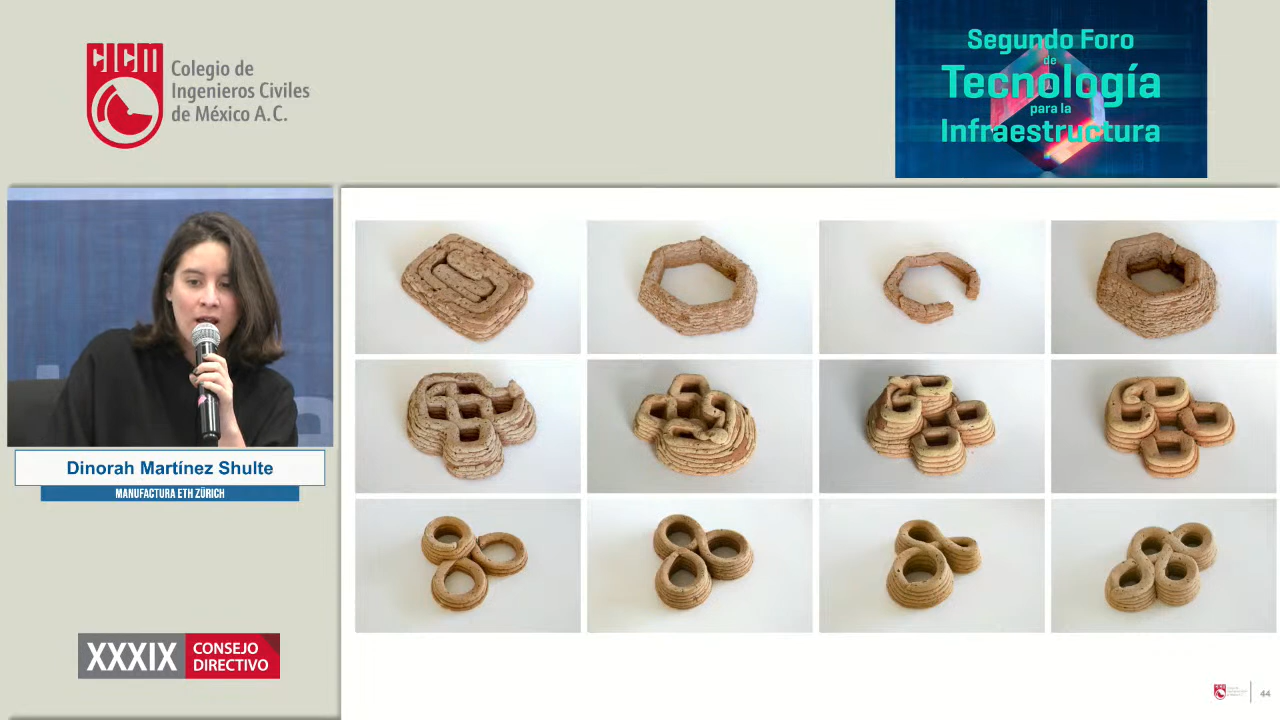 CICM
Colegio de
Ingenieros Civiles
de México A.C.
Segundo Foro
de
Tecnología
para la
Infraestructura
Dinorah Martínez Shulte
MANUFACTURA ETH ZÜRICH
XXXIX
CONSEJO
DIRECTIVO
44